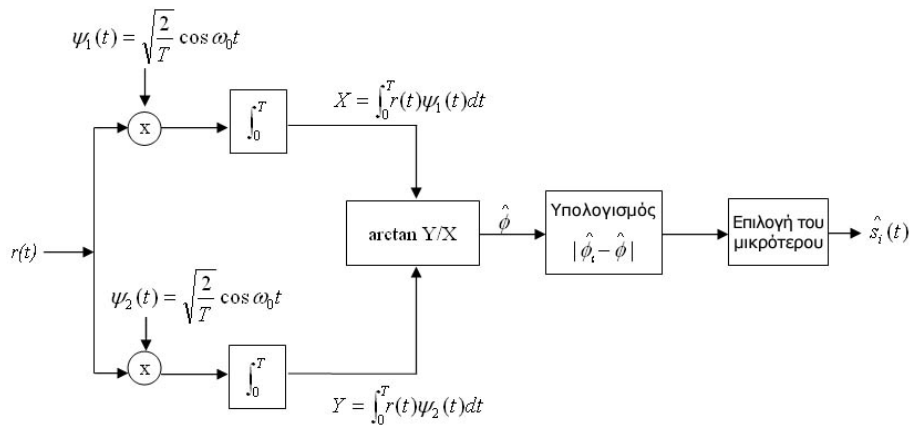 ψ₁(t) = √(2/T) cos ω₀t
x
∫₀ᵀ
X = ∫₀ᵀ r(t)ψ₁(t)dt
r(t)
arctan Y/X
φ̂
Υπολογισμός
| φ̂ᵢ − φ̂ |
Επιλογή του
μικρότερου
ŝᵢ(t)
ψ₂(t) = √(2/T) cos ω₀t
x
∫₀ᵀ
Y = ∫₀ᵀ r(t)ψ₂(t)dt